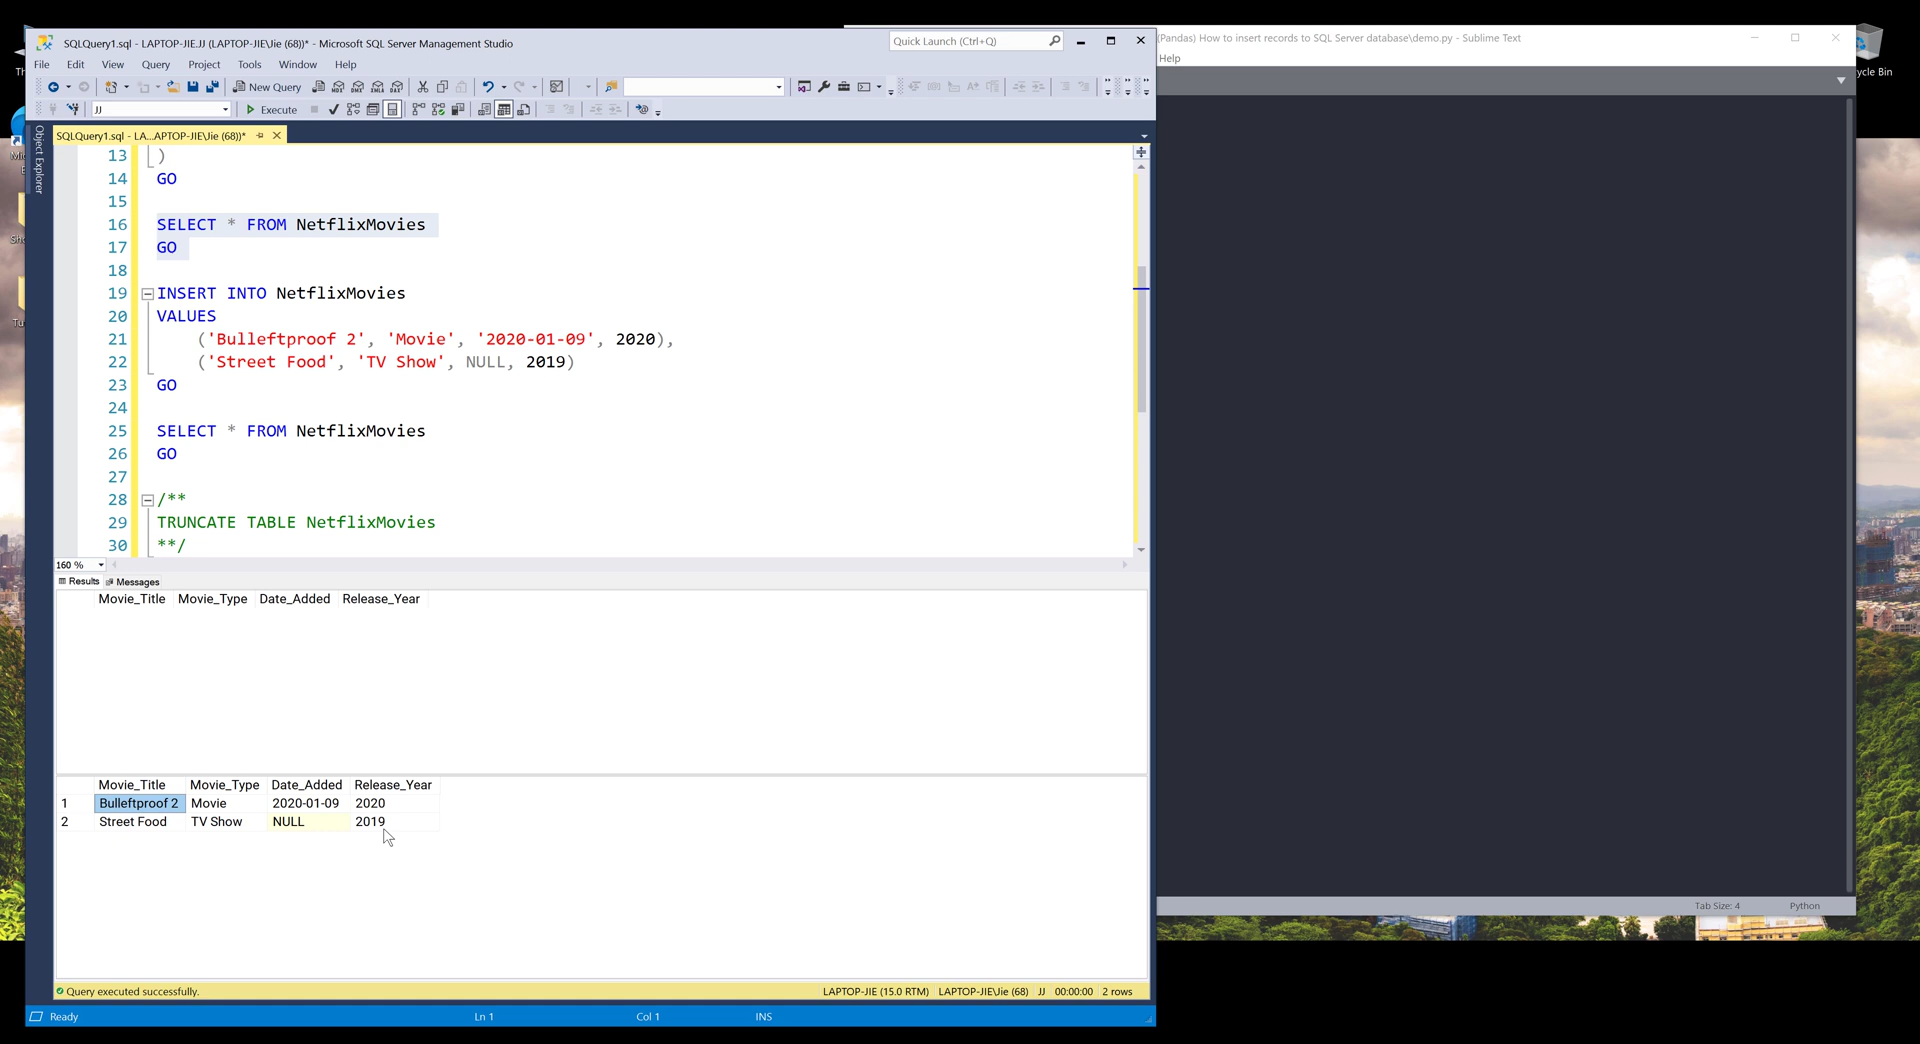 SQLQuery1.sql - LAPTOP-JIE.JJ (LAPTOP-JIE\Jie (68))* - Microsoft SQL Server Management Studio
Quick Launch (Ctrl+Q)
(Pandas) How to insert records to SQL Server database\demo.py - Sublime Text
File Edit View Query Project Tools Window Help
Help
cle Bin
New Query
JJ
Execute
SQLQuery1.sql - LA...APTOP-JIE\Jie (68))*
Object Explorer
13 )
14 GO
15
16 SELECT * FROM NetflixMovies
17 GO
18
19 INSERT INTO NetflixMovies
20 VALUES
21 ('Bulleftproof 2', 'Movie', '2020-01-09', 2020),
22 ('Street Food', 'TV Show', NULL, 2019)
23 GO
24
25 SELECT * FROM NetflixMovies
26 GO
27
28 /**
29 TRUNCATE TABLE NetflixMovies
30 **/
160 %
Results Messages
Movie_Title Movie_Type Date_Added Release_Year
Movie_Title Movie_Type Date_Added Release_Year
1 Bulleftproof 2 Movie 2020-01-09 2020
2 Street Food TV Show NULL 2019
Tab Size: 4 Python
Query executed successfully. LAPTOP-JIE (15.0 RTM) LAPTOP-JIE\Jie (68) JJ 00:00:00 2 rows
Ready Ln 1 Col 1 INS